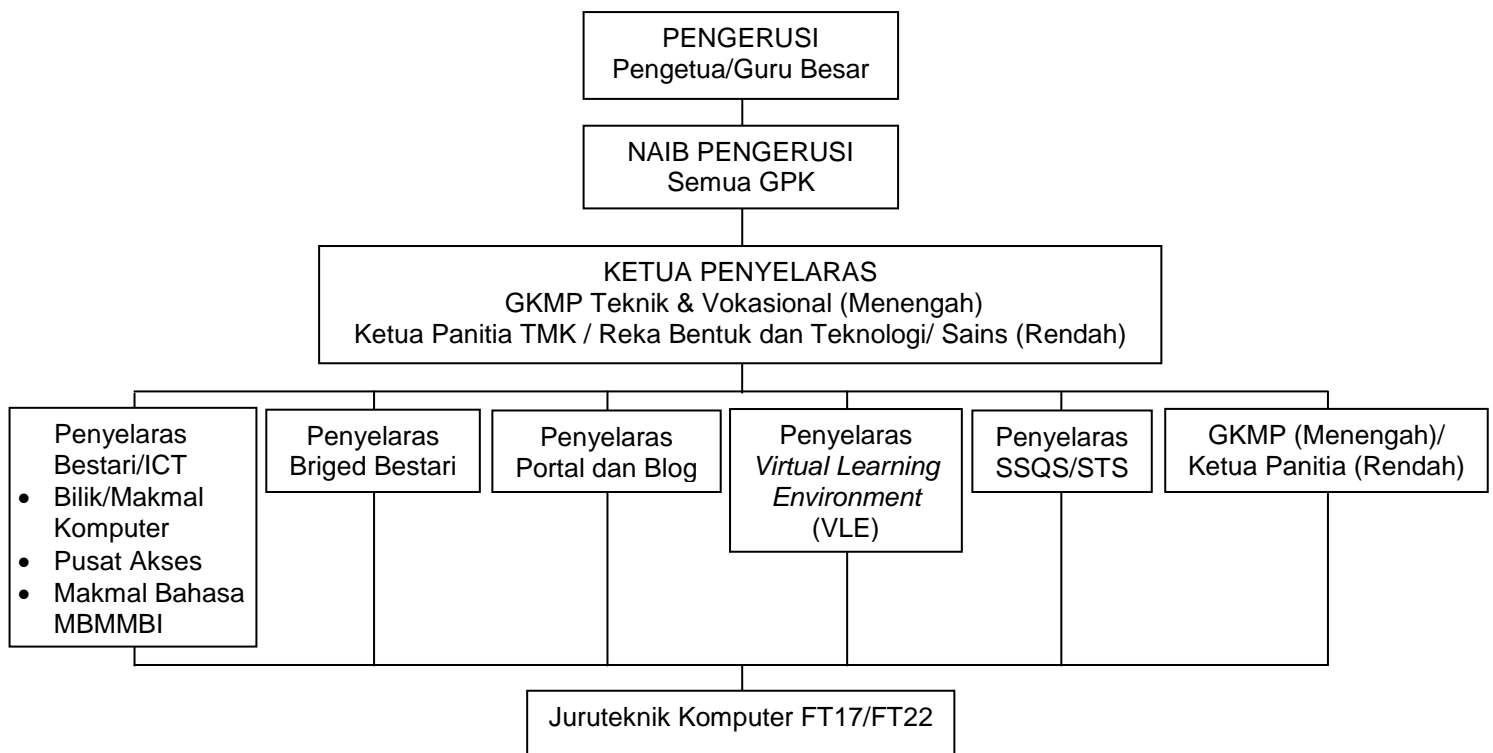 PENGERUSI
Pengetua/Guru Besar
NAIB PENGERUSI
Semua GPK
KETUA PENYELARAS
GKMP Teknik & Vokasional (Menengah)
Ketua Panitia TMK / Reka Bentuk dan Teknologi/ Sains (Rendah)
Penyelaras
Bestari/ICT
• Bilik/Makmal
Komputer
• Pusat Akses
• Makmal Bahasa
MBMMBI
Penyelaras
Briged Bestari
Penyelaras
Portal dan Blog
Penyelaras
Virtual Learning
Environment
(VLE)
Penyelaras
SSQS/STS
GKMP (Menengah)/
Ketua Panitia (Rendah)
Juruteknik Komputer FT17/FT22